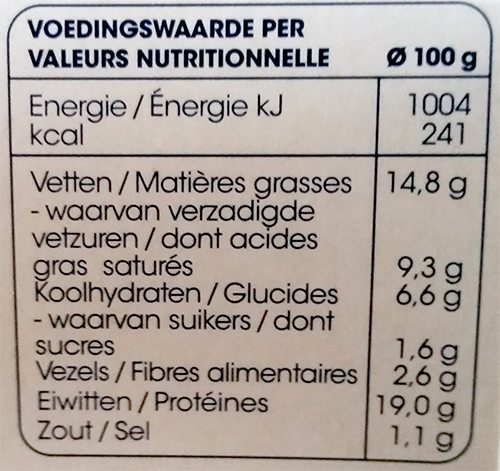 VOEDINGSWAARDE PER
VALEURS NUTRITIONNELLE Ø 100 g
Energie / Énergie kJ 1004
kcal 241
Vetten / Matières grasses 14,8 g
- waarvan verzadigde
vetzuren / dont acides
gras saturés 9,3 g
Koolhydraten / Glucides 6,6 g
- waarvan suikers / dont
sucres 1,6 g
Vezels / Fibres alimentaires 2,6 g
Eiwitten / Protéines 19,0 g
Zout / Sel 1,1 g